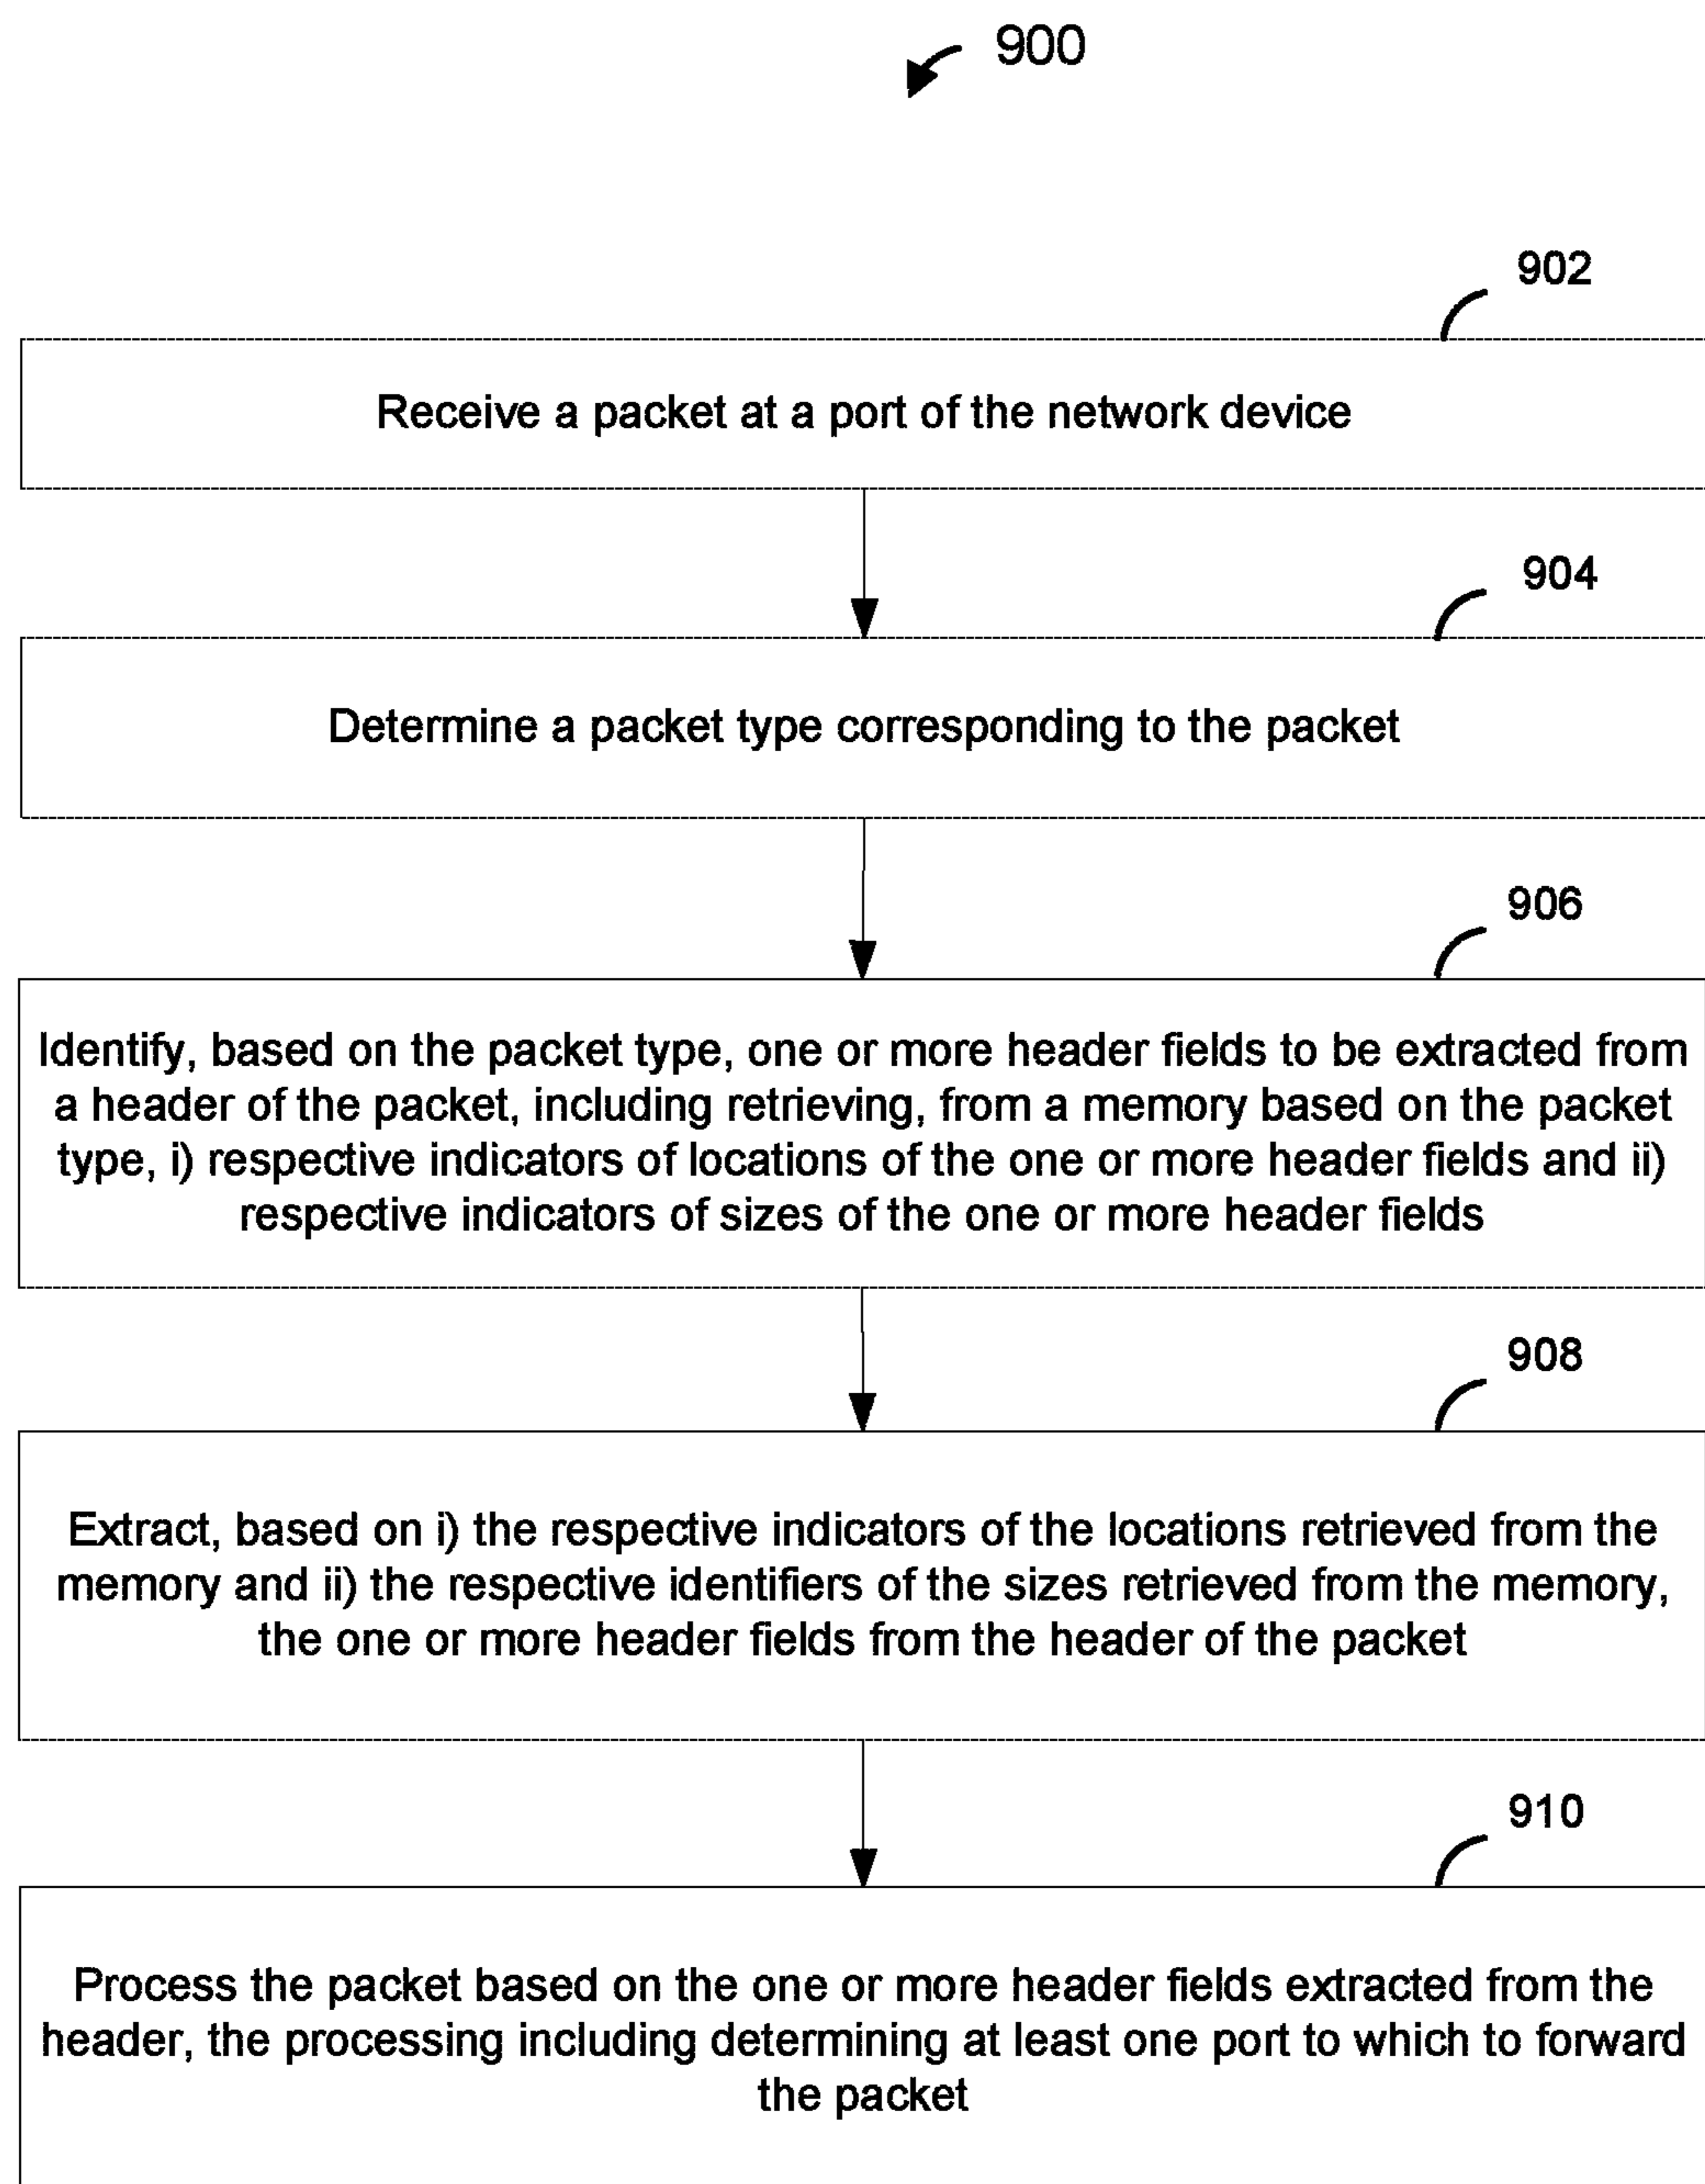 900
902
Receive a packet at a port of the network device
904
Determine a packet type corresponding to the packet
906
Identify, based on the packet type, one or more header fields to be extracted from
a header of the packet, including retrieving, from a memory based on the packet
type, i) respective indicators of locations of the one or more header fields and ii)
respective indicators of sizes of the one or more header fields
908
Extract, based on i) the respective indicators of the locations retrieved from the
memory and ii) the respective identifiers of the sizes retrieved from the memory,
the one or more header fields from the header of the packet
910
Process the packet based on the one or more header fields extracted from the
header, the processing including determining at least one port to which to forward
the packet